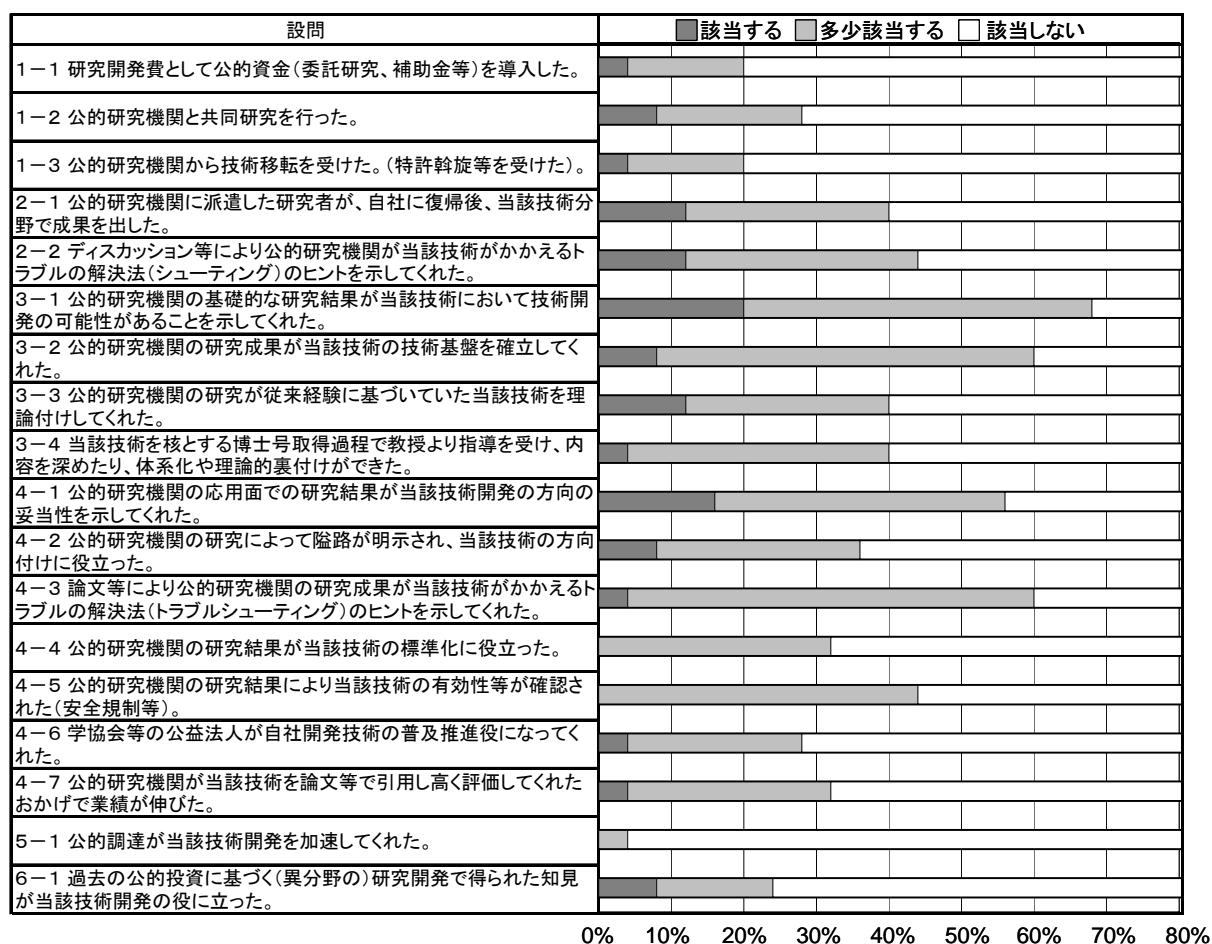 設問
該当する 多少該当する 該当しない
1-1 研究開発費として公的資金(委託研究、補助金等)を導入した。
1-2 公的研究機関と共同研究を行った。
1-3 公的研究機関から技術移転を受けた。(特許斡旋等を受けた)。
2-1 公的研究機関に派遣した研究者が、自社に復帰後、当該技術分
野で成果を出した。
2-2 ディスカッション等により公的研究機関が当該技術がかかえるト
ラブルの解決法(シューティング)のヒントを示してくれた。
3-1 公的研究機関の基礎的な研究結果が当該技術において技術開
発の可能性があることを示してくれた。
3-2 公的研究機関の研究成果が当該技術の技術基盤を確立してく
れた。
3-3 公的研究機関の研究が従来経験に基づいていた当該技術を理
論付けしてくれた。
3-4 当該技術を核とする博士号取得過程で教授より指導を受け、内
容を深めたり、体系化や理論的裏付けができた。
4-1 公的研究機関の応用面での研究結果が当該技術開発の方向の
妥当性を示してくれた。
4-2 公的研究機関の研究によって隘路が明示され、当該技術の方向
付けに役立った。
4-3 論文等により公的研究機関の研究成果が当該技術がかかえるト
ラブルの解決法(トラブルシューティング)のヒントを示してくれた。
4-4 公的研究機関の研究結果が当該技術の標準化に役立った。
4-5 公的研究機関の研究結果により当該技術の有効性等が確認さ
れた(安全規制等)。
4-6 学協会等の公益法人が自社開発技術の普及推進役になってく
れた。
4-7 公的研究機関が当該技術を論文等で引用し高く評価してくれた
おかげで業績が伸びた。
5-1 公的調達が当該技術開発を加速してくれた。
6-1 過去の公的投資に基づく(異分野の)研究開発で得られた知見
が当該技術開発の役に立った。
0% 10% 20% 30% 40% 50% 60% 70% 80%